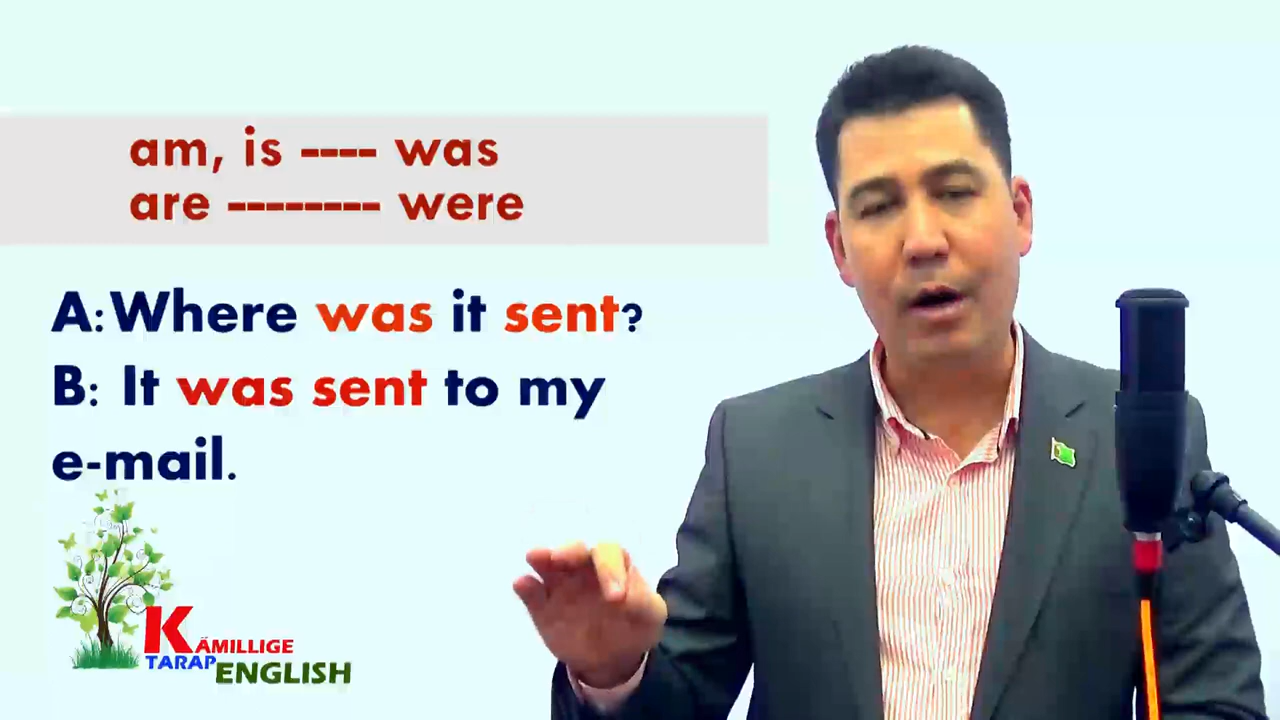 am, is ---- was
are -------- were
A: Where was it sent?
B: It was sent to my
e-mail.
KÄMILLIGE
TARAP ENGLISH